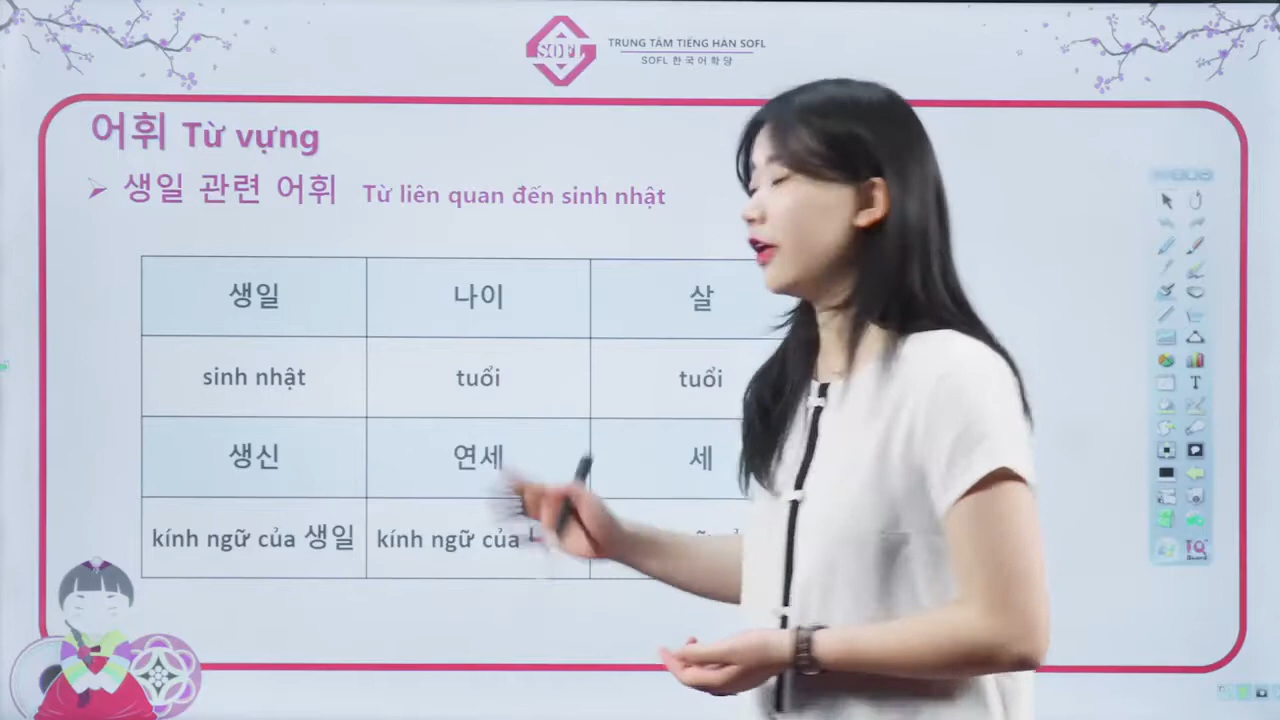 SOFL
TRUNG TÂM TIẾNG HÀN SOFL
SOFL 한국어학당
어휘 Từ vựng
생일 관련 어휘 Từ liên quan đến sinh nhật
생일 나이 살
sinh nhật tuổi tuổi
생신 연세 세
kính ngữ của 생일 kính ngữ của